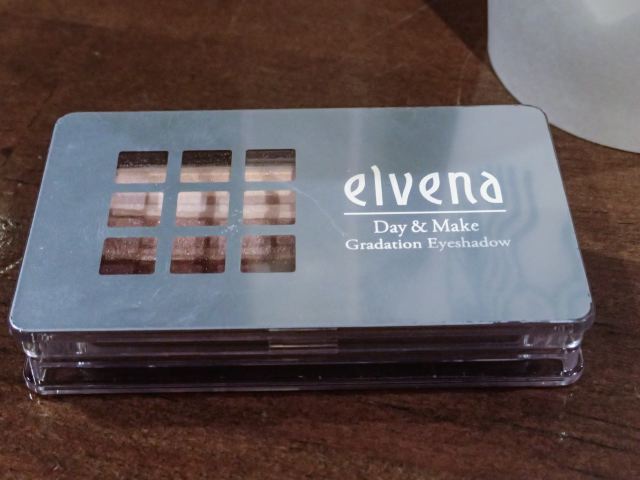 elvena
Day & Make
Gradation Eyeshadow